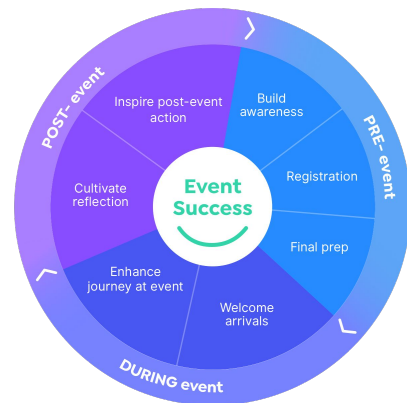 POST- event
PRE- event
DURING event
Inspire post-event
action
Build
awareness
Registration
Final prep
Welcome
arrivals
Enhance
journey at event
Cultivate
reflection
Event
Success